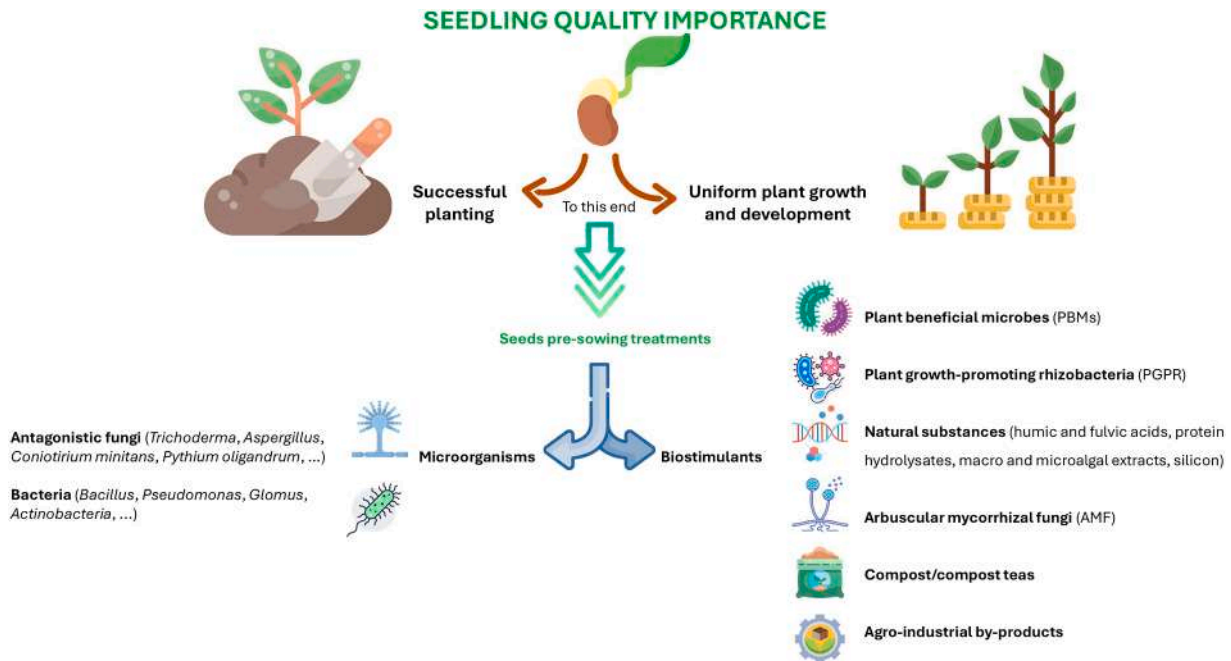 SEEDLING QUALITY IMPORTANCE
Successful
planting
To this end
Uniform plant growth
and development
Seeds pre-sowing treatments
Microorganisms
Biostimulants
Antagonistic fungi (Trichoderma, Aspergillus,
Coniotirium minitans, Pythium oligandrum, ...)
Bacteria (Bacillus, Pseudomonas, Glomus,
Actinobacteria, ...)
Plant beneficial microbes (PBMs)
Plant growth-promoting rhizobacteria (PGPR)
Natural substances (humic and fulvic acids, protein
hydrolysates, macro and microalgal extracts, silicon)
Arbuscular mycorrhizal fungi (AMF)
Compost/compost teas
Agro-industrial by-products